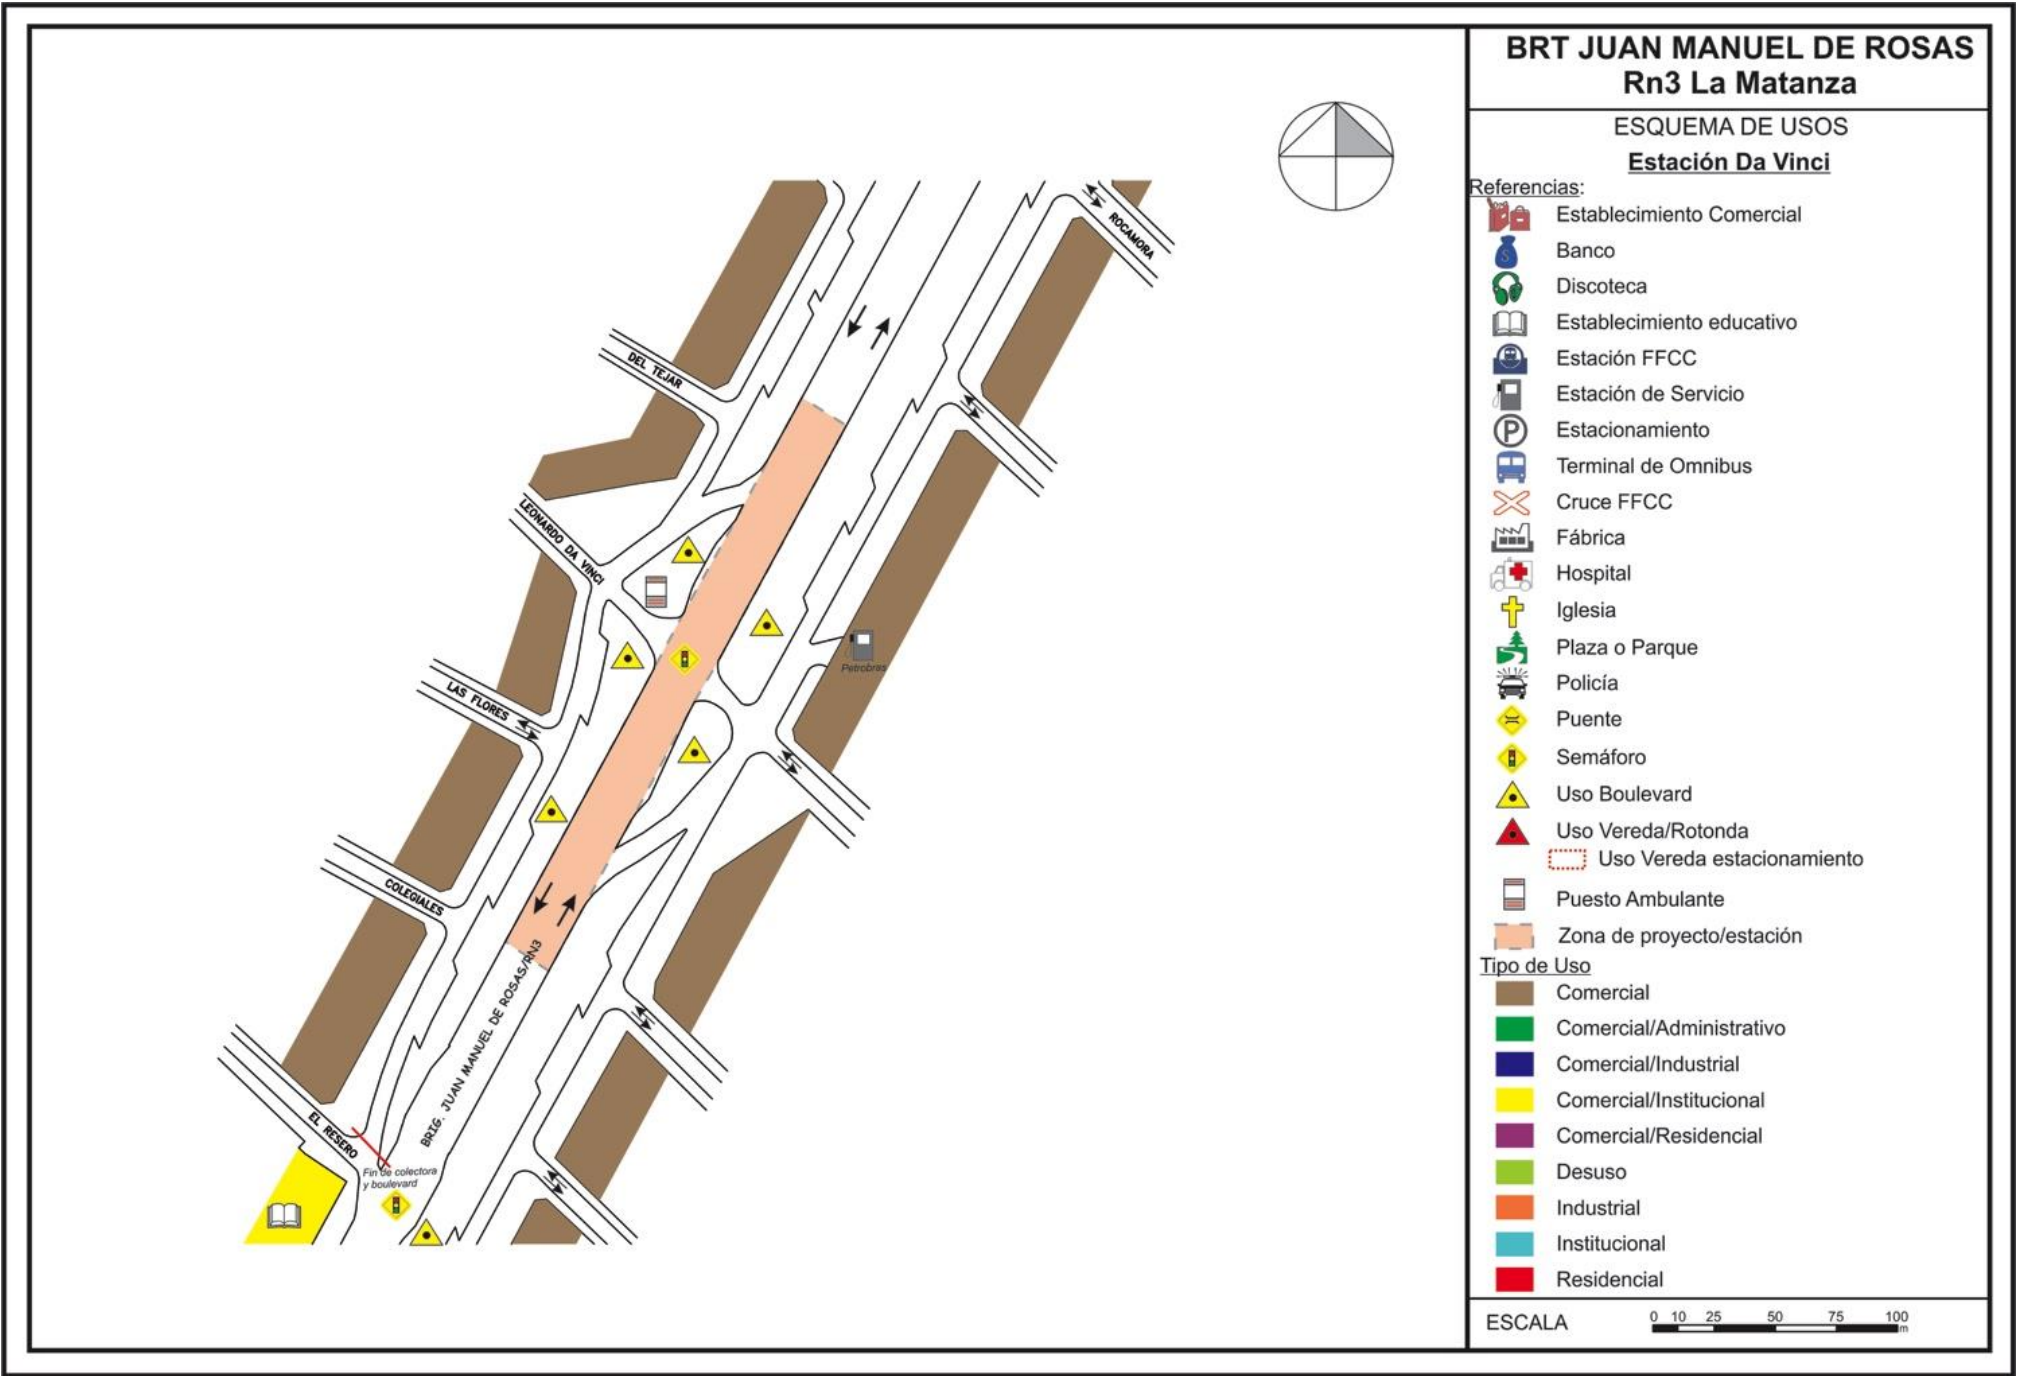 BRT JUAN MANUEL DE ROSAS
Rn3 La Matanza
ESQUEMA DE USOS
Estación Da Vinci
Referencias:
Establecimiento Comercial
Banco
Discoteca
Establecimiento educativo
Estación FFCC
Estación de Servicio
P
Estacionamiento
Terminal de Omnibus
Cruce FFCC
Fábrica
Hospital
Iglesia
Plaza o Parque
Policía
Puente
Semáforo
Uso Boulevard
Uso Vereda/Rotonda
Uso Vereda estacionamiento
Puesto Ambulante
Zona de proyecto/estación
Tipo de Uso
Comercial
Comercial/Administrativo
Comercial/Industrial
Comercial/Institucional
Comercial/Residencial
Desuso
Industrial
Institucional
Residencial
ESCALA
0 10 25 50 75 100
m
ROCAMORA
DEL TEJAR
LEONARDO DA VINCI
Petrobras
LAS FLORES
COLEGIALES
BRIG. JUAN MANUEL DE ROSAS/RN3
EL RESERO
Fin de colectora
y boulevard